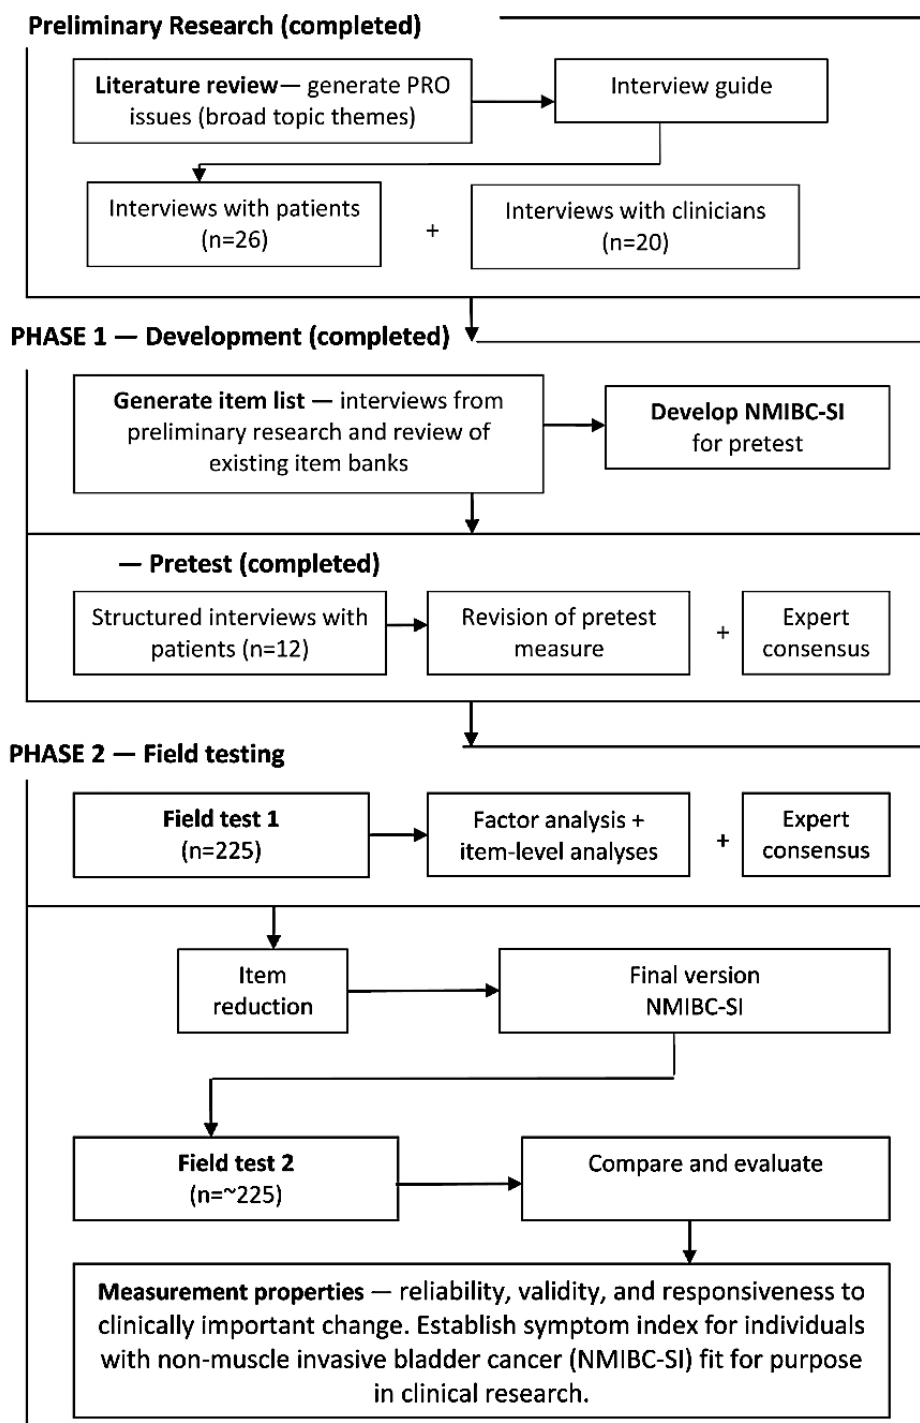 Preliminary Research (completed)
Literature review— generate PRO
issues (broad topic themes)
Interview guide
Interviews with patients
(n=26)
+
Interviews with clinicians
(n=20)
PHASE 1 — Development (completed)
Generate item list — interviews from
preliminary research and review of
existing item banks
Develop NMIBC-SI
for pretest
— Pretest (completed)
Structured interviews with
patients (n=12)
Revision of pretest
measure
+
Expert
consensus
PHASE 2 — Field testing
Field test 1
(n=225)
Factor analysis +
item-level analyses
+
Expert
consensus
Item
reduction
Final version
NMIBC-SI
Field test 2
(n=~225)
Compare and evaluate
Measurement properties — reliability, validity, and responsiveness to
clinically important change. Establish symptom index for individuals
with non-muscle invasive bladder cancer (NMIBC-SI) fit for purpose
in clinical research.